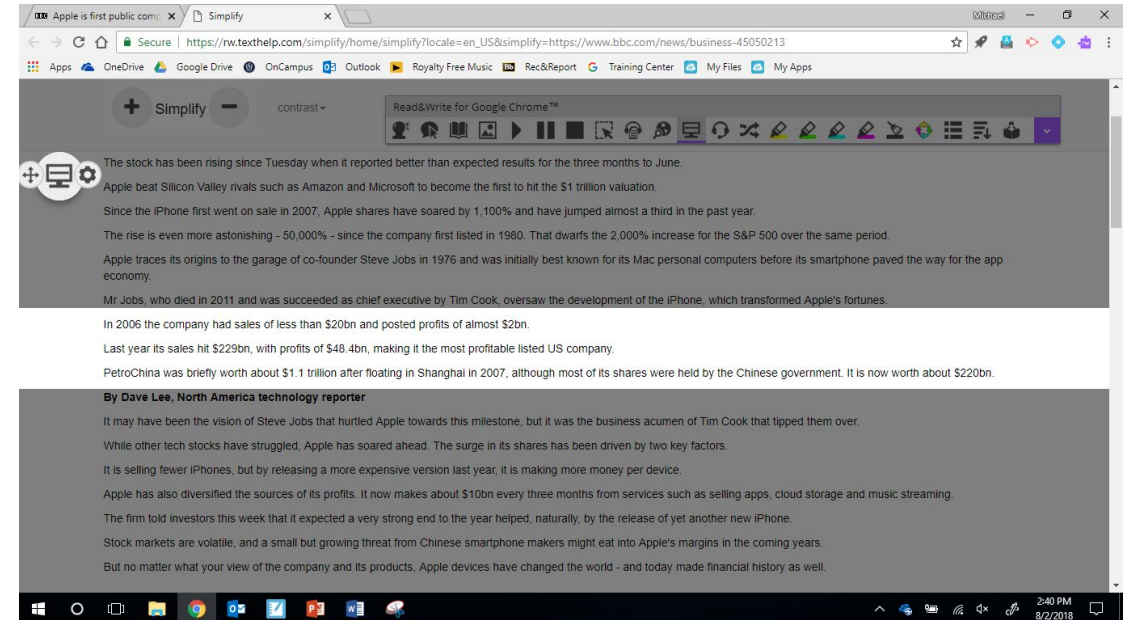 Apple is first public comp
Simplify
Michael
Secure | https://rw.texthelp.com/simplify/home/simplify?locale=en_US&simplify=https://www.bbc.com/news/business-45050213
Apps OneDrive Google Drive OnCampus Outlook Royalty Free Music Rec&Report Training Center My Files My Apps
Simplify
contrast
Read&Write for Google Chrome™
The stock has been rising since Tuesday when it reported better than expected results for the three months to June.
Apple beat Silicon Valley rivals such as Amazon and Microsoft to become the first to hit the $1 trillion valuation.
Since the iPhone first went on sale in 2007, Apple shares have soared by 1,100% and have jumped almost a third in the past year.
The rise is even more astonishing - 50,000% - since the company first listed in 1980. That dwarfs the 2,000% increase for the S&P 500 over the same period.
Apple traces its origins to the garage of co-founder Steve Jobs in 1976 and was initially best known for its Mac personal computers before its smartphone paved the way for the app
economy.
Mr Jobs, who died in 2011 and was succeeded as chief executive by Tim Cook, oversaw the development of the iPhone, which transformed Apple's fortunes.
In 2006 the company had sales of less than $20bn and posted profits of almost $2bn.
Last year its sales hit $229bn, with profits of $48.4bn, making it the most profitable listed US company.
PetroChina was briefly worth about $1.1 trillion after floating in Shanghai in 2007, although most of its shares were held by the Chinese government. It is now worth about $220bn.
By Dave Lee, North America technology reporter
It may have been the vision of Steve Jobs that hurtled Apple towards this milestone, but it was the business acumen of Tim Cook that tipped them over.
While other tech stocks have struggled, Apple has soared ahead. The surge in its shares has been driven by two key factors.
It is selling fewer iPhones, but by releasing a more expensive version last year, it is making more money per device.
Apple has also diversified the sources of its profits. It now makes about $10bn every three months from services such as selling apps, cloud storage and music streaming.
The firm told investors this week that it expected a very strong end to the year helped, naturally, by the release of yet another new iPhone.
Stock markets are volatile, and a small but growing threat from Chinese smartphone makers might eat into Apple's margins in the coming years.
But no matter what your view of the company and its products, Apple devices have changed the world - and today made financial history as well.
2:40 PM
8/2/2018